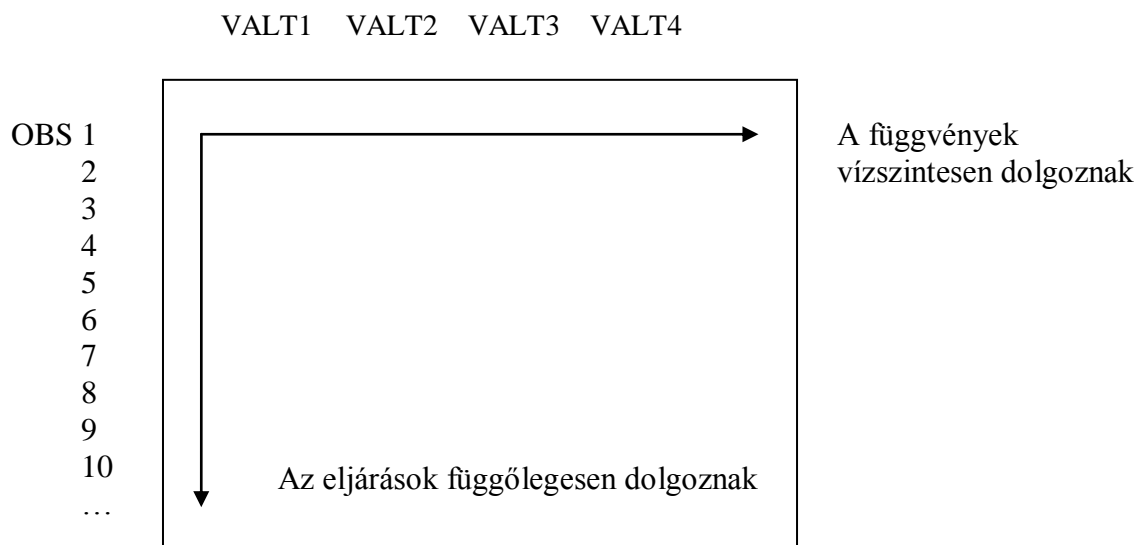 VALT1 VALT2 VALT3 VALT4
OBS 1
A függvények
vízszintesen dolgoznak
2
3
4
5
6
7
8
9
10
…
Az eljárások függőlegesen dolgoznak